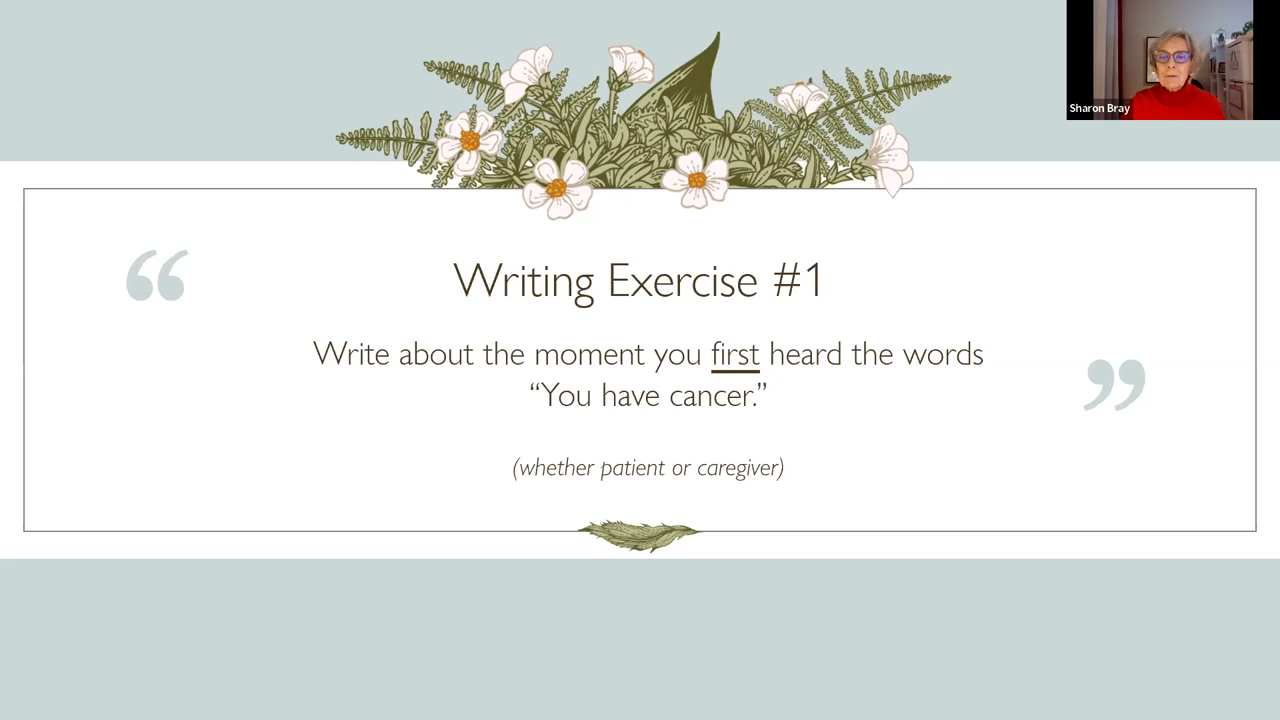 Sharon Bray
Writing Exercise #1
Write about the moment you first heard the words
“You have cancer.”
(whether patient or caregiver)